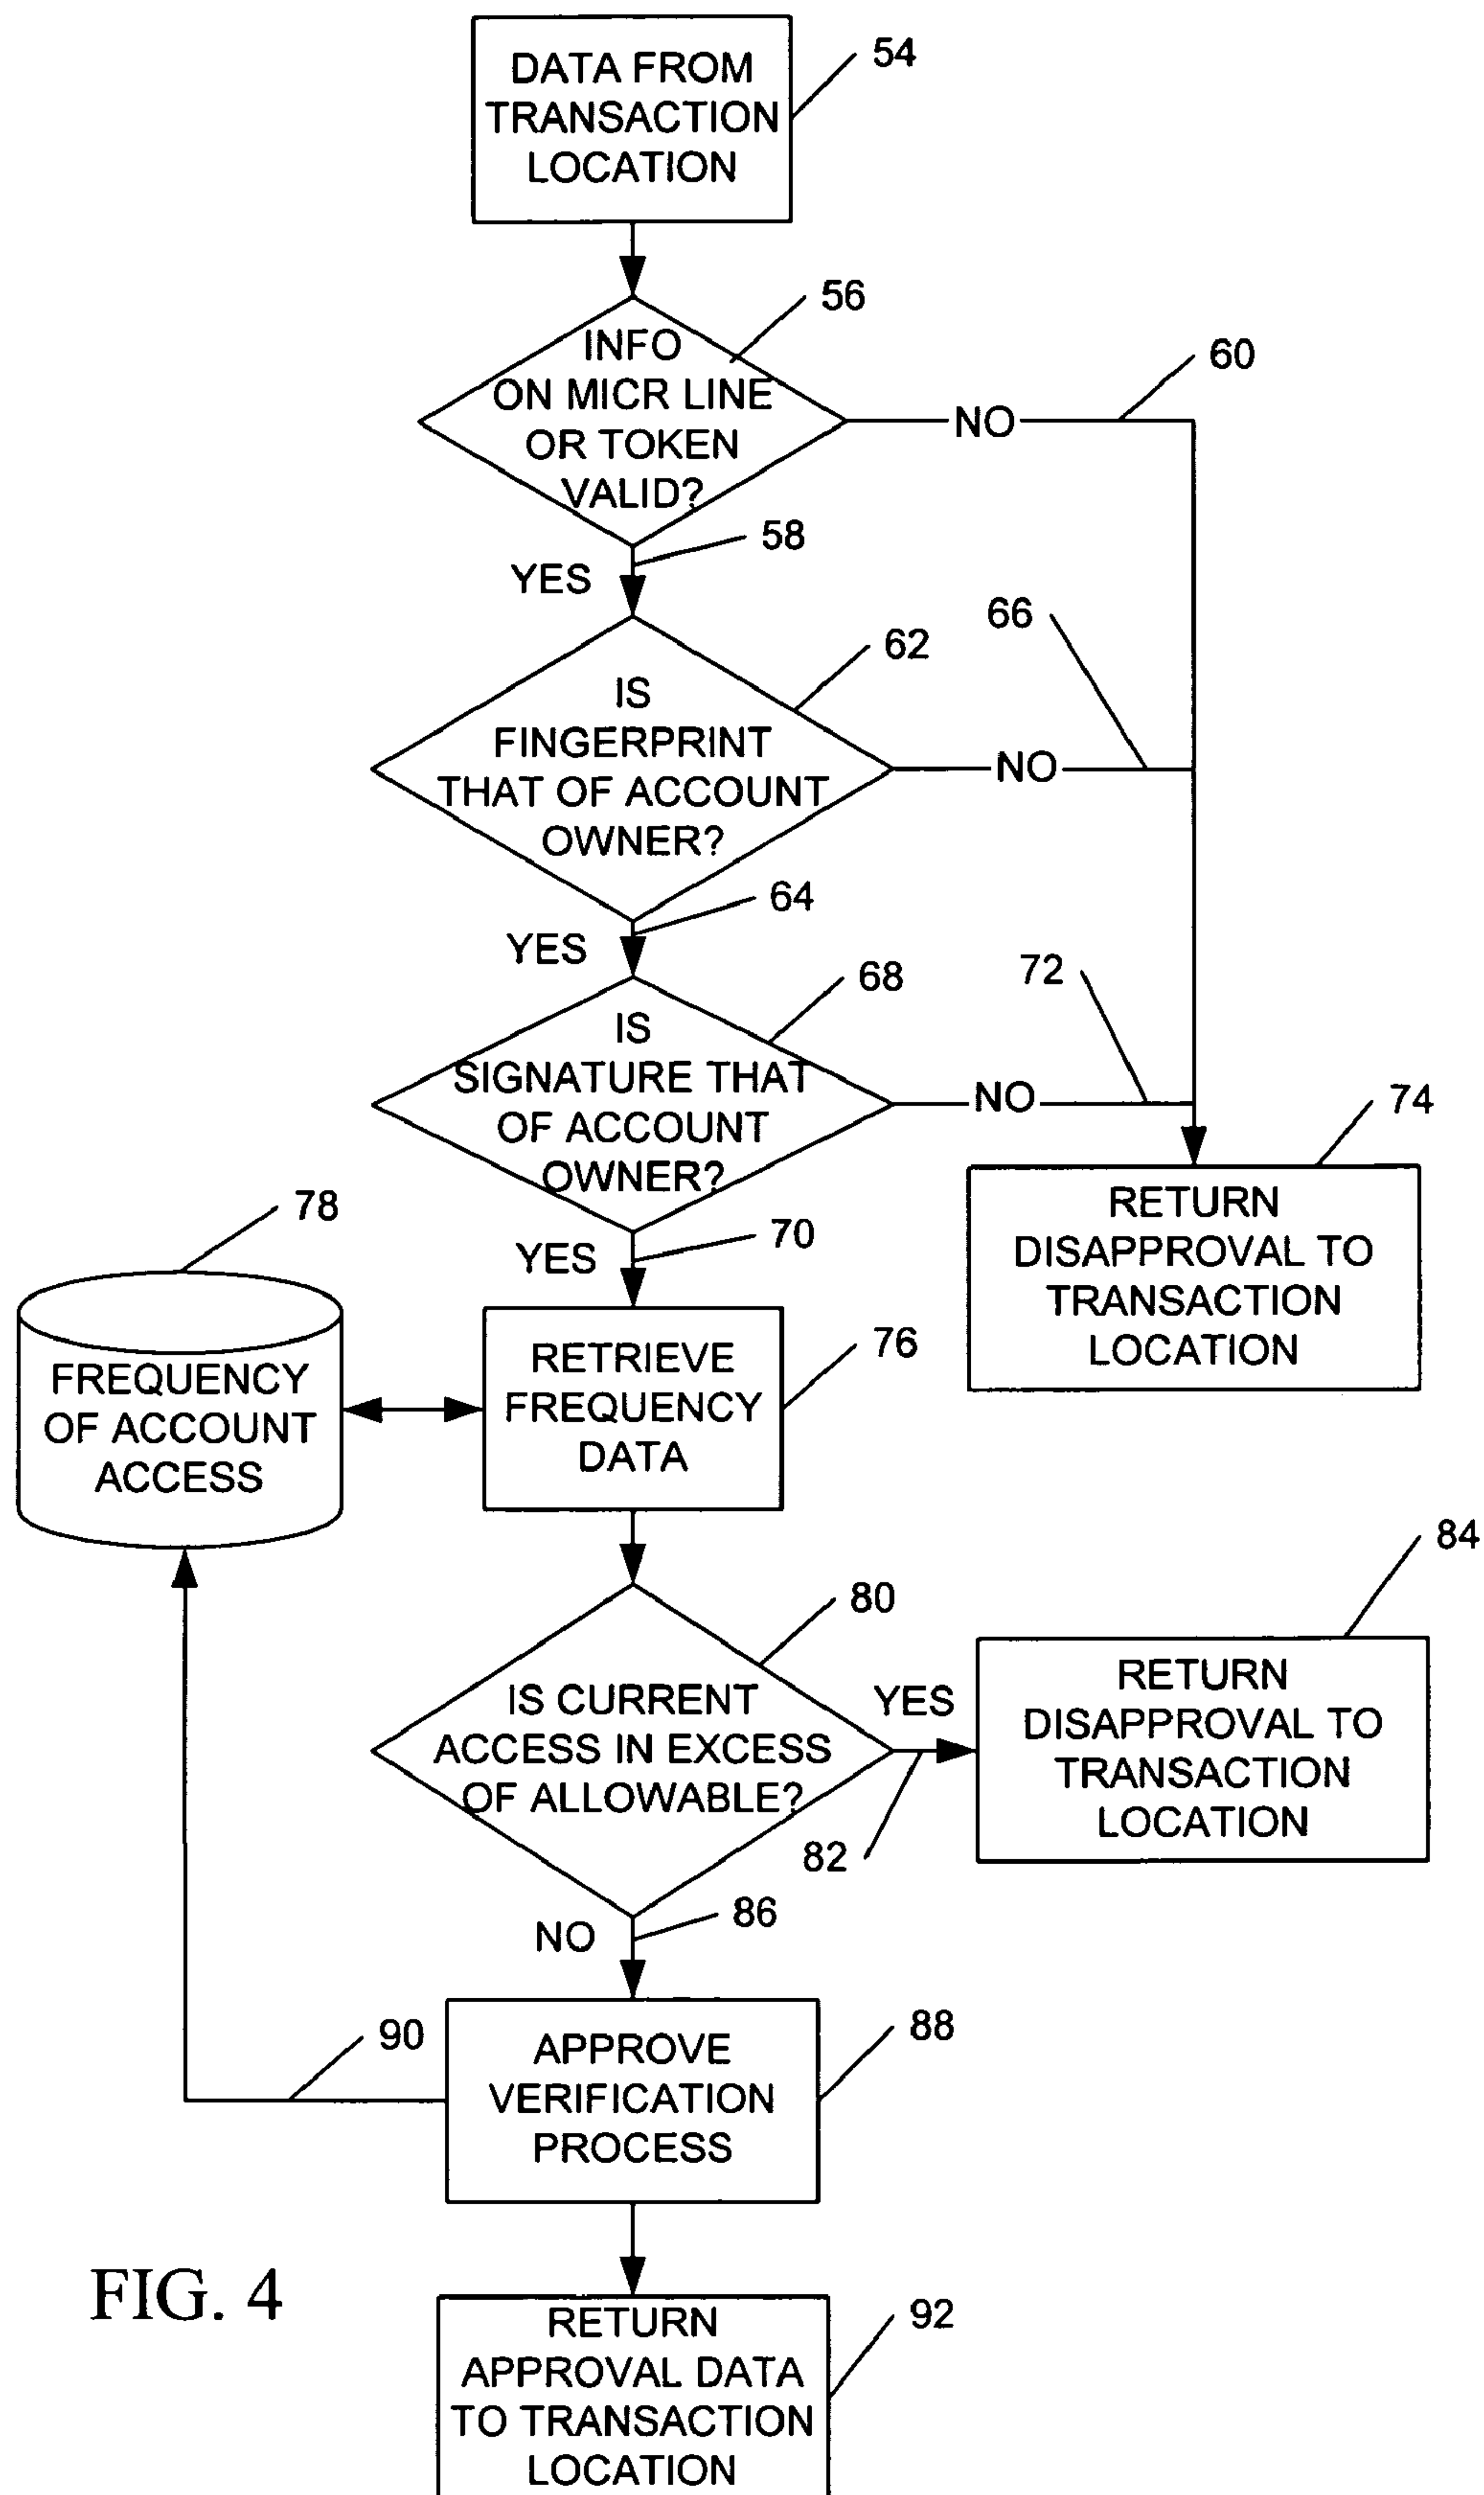 DATA FROM
TRANSACTION
LOCATION
54
INFO
ON MICR LINE
OR TOKEN
VALID?
56
NO
60
YES
58
IS
FINGERPRINT
THAT OF ACCOUNT
OWNER?
62
NO
66
YES
64
IS
SIGNATURE THAT
OF ACCOUNT
OWNER?
68
NO
72
RETURN
DISAPPROVAL TO
TRANSACTION
LOCATION
74
YES
70
FREQUENCY
OF ACCOUNT
ACCESS
78
RETRIEVE
FREQUENCY
DATA
76
IS CURRENT
ACCESS IN EXCESS
OF ALLOWABLE?
80
YES
82
RETURN
DISAPPROVAL TO
TRANSACTION
LOCATION
84
NO
86
APPROVE
VERIFICATION
PROCESS
88
90
RETURN
APPROVAL DATA
TO TRANSACTION
LOCATION
92
FIG. 4